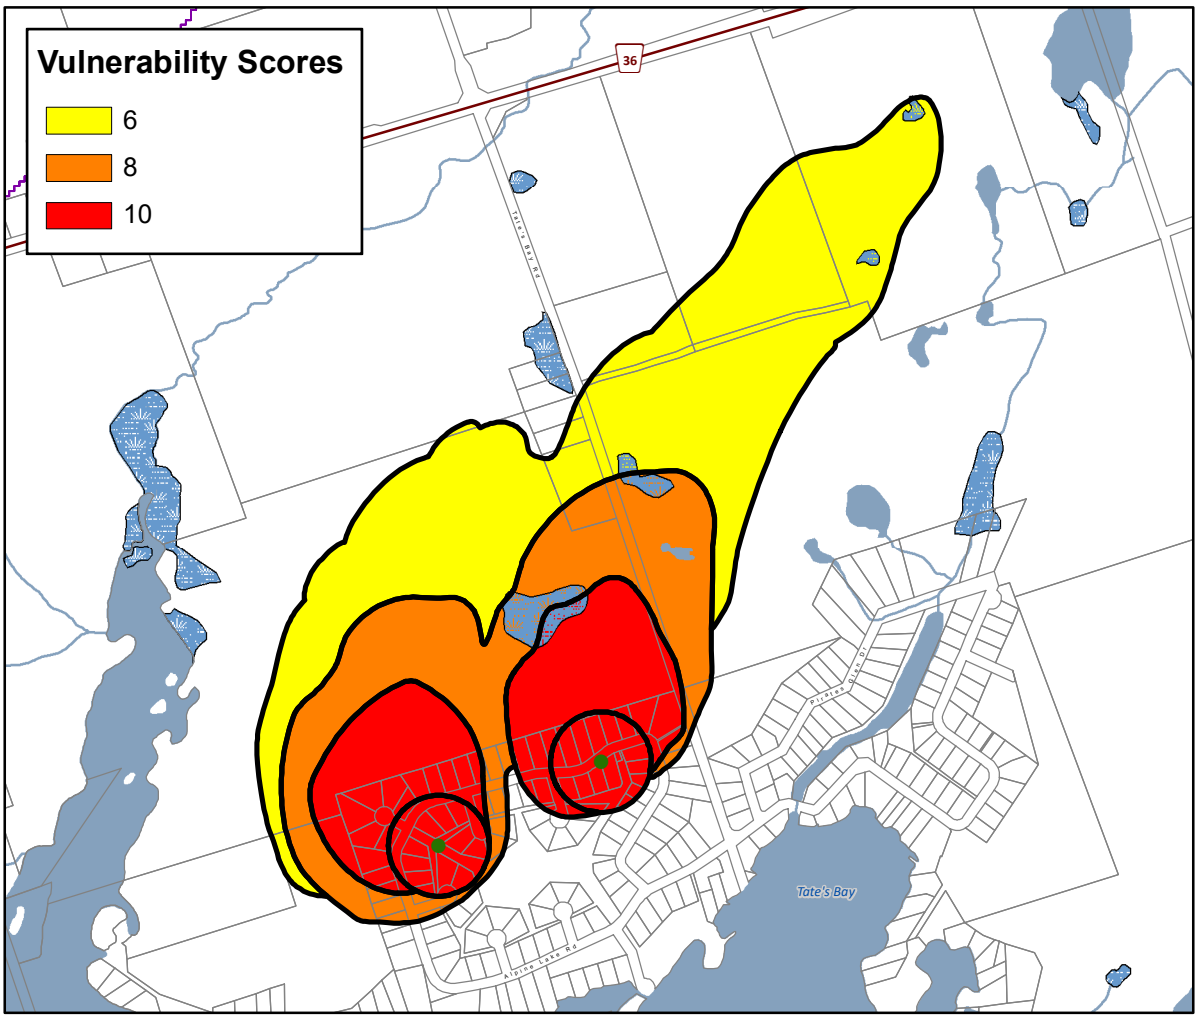 Vulnerability Scores
6
8
10
36
Tate's Bay Rd
Pirates Glen Dr
Tate's Bay
Alpine Lake Rd